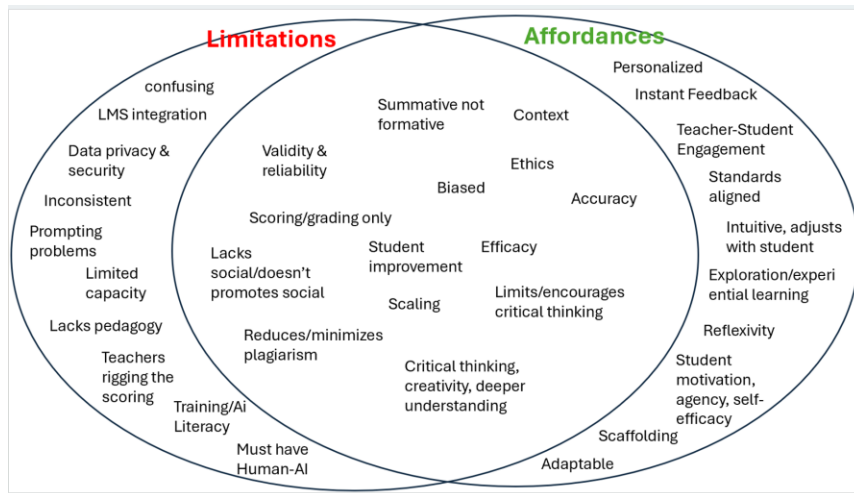 Limitations
Affordances
confusing
LMS integration
Data privacy &
security
Inconsistent
Prompting
problems
Limited
capacity
Lacks pedagogy
Teachers
rigging the
scoring
Training/Ai
Literacy
Must have
Human-AI
Summative not
formative
Context
Validity &
reliability
Ethics
Biased
Accuracy
Scoring/grading only
Student
improvement
Efficacy
Lacks
social/doesn't
promotes social
Scaling
Limits/encourages
critical thinking
Reduces/minimizes
plagiarism
Critical thinking,
creativity, deeper
understanding
Personalized
Instant Feedback
Teacher-Student
Engagement
Standards
aligned
Intuitive, adjusts
with student
Exploration/experi
ential learning
Reflexivity
Student
motivation,
agency, self-
efficacy
Scaffolding
Adaptable